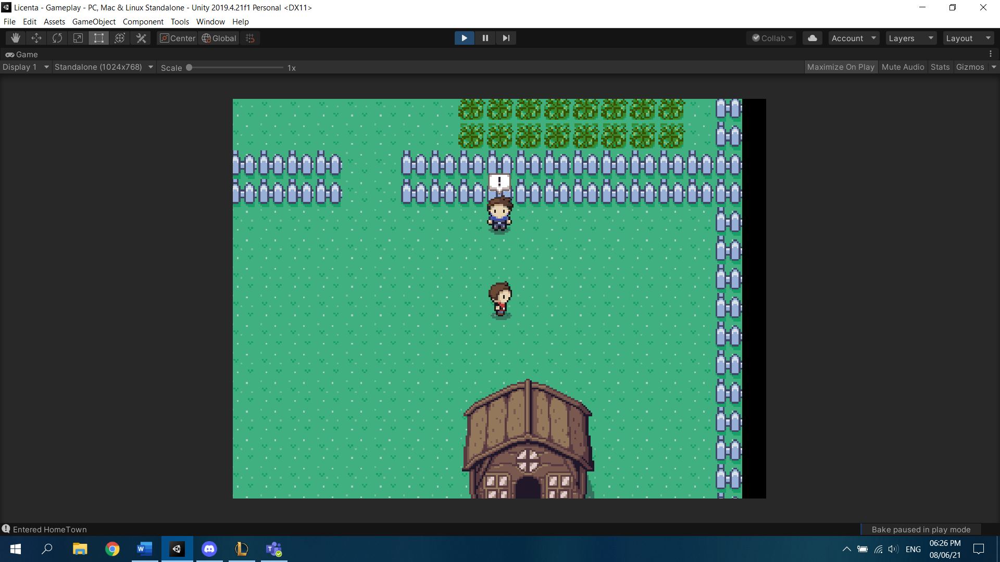 Licenta - Gameplay - PC, Mac & Linux Standalone - Unity 2019.4.21f1 Personal <DX11>
File Edit Assets GameObject Component Tools Window Help
Center Global Collab Account Layers Layout
Game
Display 1 Standalone (1024x768) Scale 1x Maximize On Play Mute Audio Stats Gizmos
!
Entered HomeTown Bake paused in play mode
ENG 06:26 PM
08/06/21